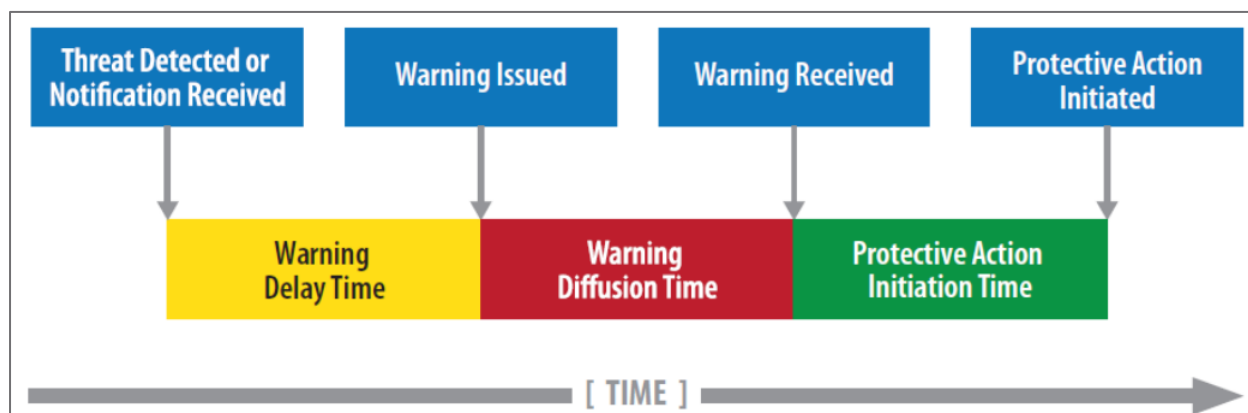 Threat Detected or
Notification Received
Warning Issued
Warning Received
Protective Action
Initiated
Warning
Delay Time
Warning
Diffusion Time
Protective Action
Initiation Time
[ TIME ]